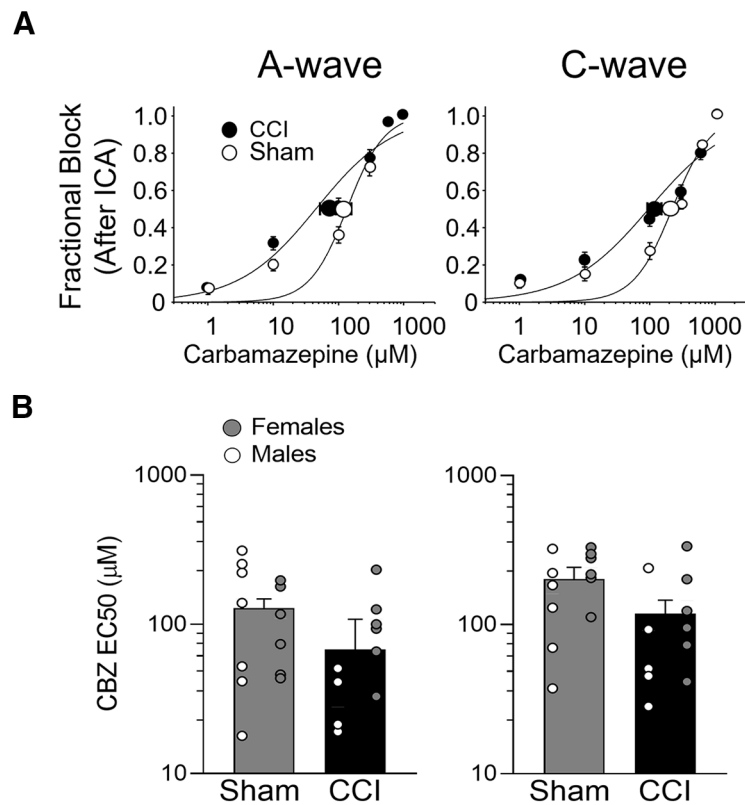 A
A-wave
C-wave
Fractional Block
(After ICA)
1.0
0.8
0.6
0.4
0.2
0
CCI
Sham
1
10
100
1000
Carbamazepine (µM)
1.0
0.8
0.6
0.4
0.2
0
1
10
100
1000
Carbamazepine (µM)
B
Females
Males
CBZ EC50 (µM)
1000
100
10
Sham
CCI
1000
100
10
Sham
CCI